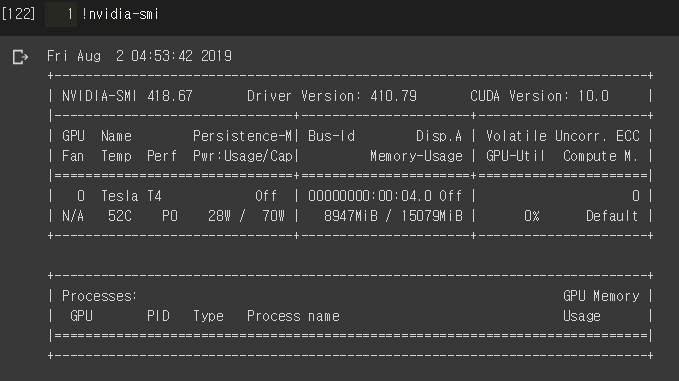 [122] 1 !nvidia-smi
Fri Aug  2 04:53:42 2019
+-----------------------------------------------------------------------------+
| NVIDIA-SMI 418.67       Driver Version: 410.79       CUDA Version: 10.0     |
|-------------------------------+----------------------+----------------------+
| GPU  Name        Persistence-M| Bus-Id        Disp.A | Volatile Uncorr. ECC |
| Fan  Temp  Perf  Pwr:Usage/Cap|         Memory-Usage | GPU-Util  Compute M. |
|===============================+======================+======================|
|   0  Tesla T4            Off  | 00000000:00:04.0 Off |                    0 |
| N/A   52C    P0    28W /  70W |   8947MiB / 15079MiB |      0%      Default |
+-------------------------------+----------------------+----------------------+
+-----------------------------------------------------------------------------+
| Processes:                                                       GPU Memory |
|  GPU       PID   Type   Process name                             Usage      |
|=============================================================================|
+-----------------------------------------------------------------------------+